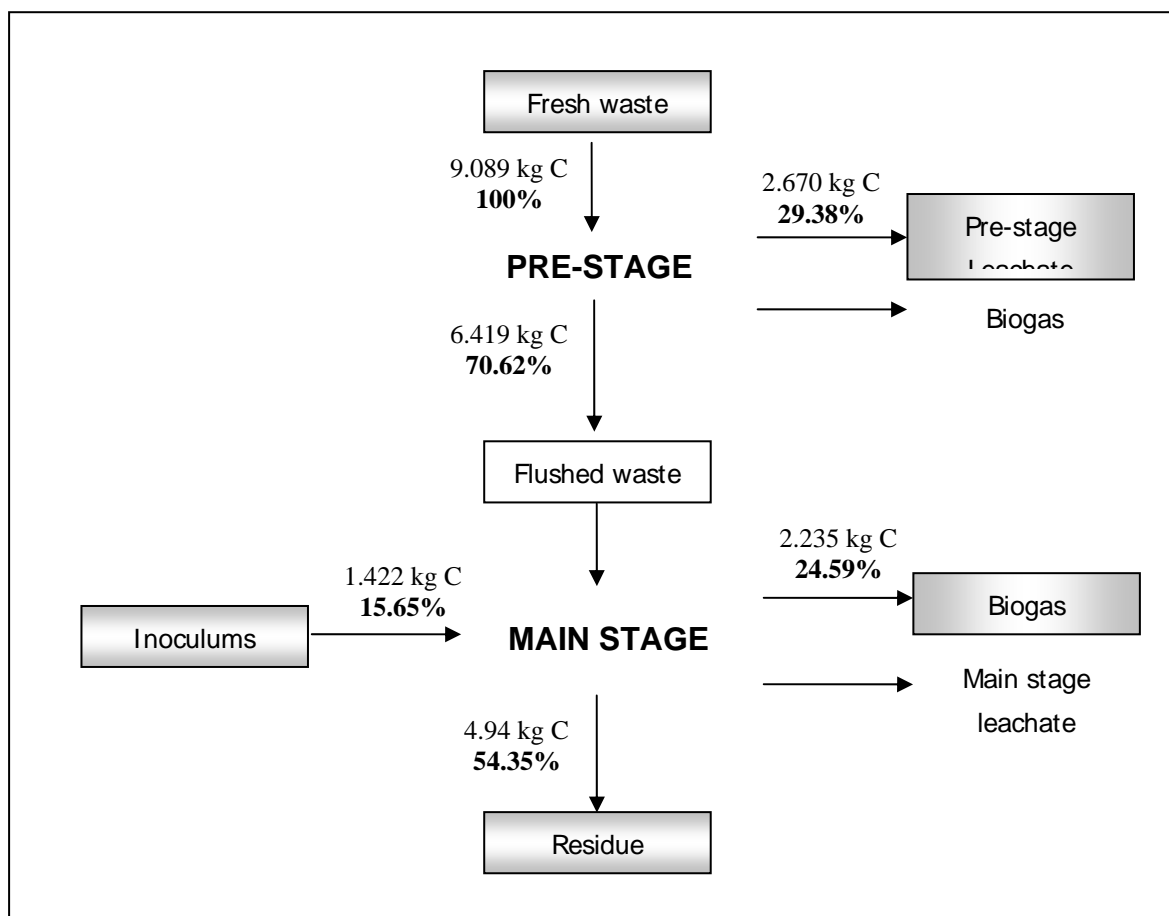 Fresh waste
9.089 kg C
100%
2.670 kg C
29.38%
Pre-stage
Leachate
PRE-STAGE
Biogas
6.419 kg C
70.62%
Flushed waste
2.235 kg C
24.59%
1.422 kg C
15.65%
Biogas
Inoculums
MAIN STAGE
Main stage
leachate
4.94 kg C
54.35%
Residue